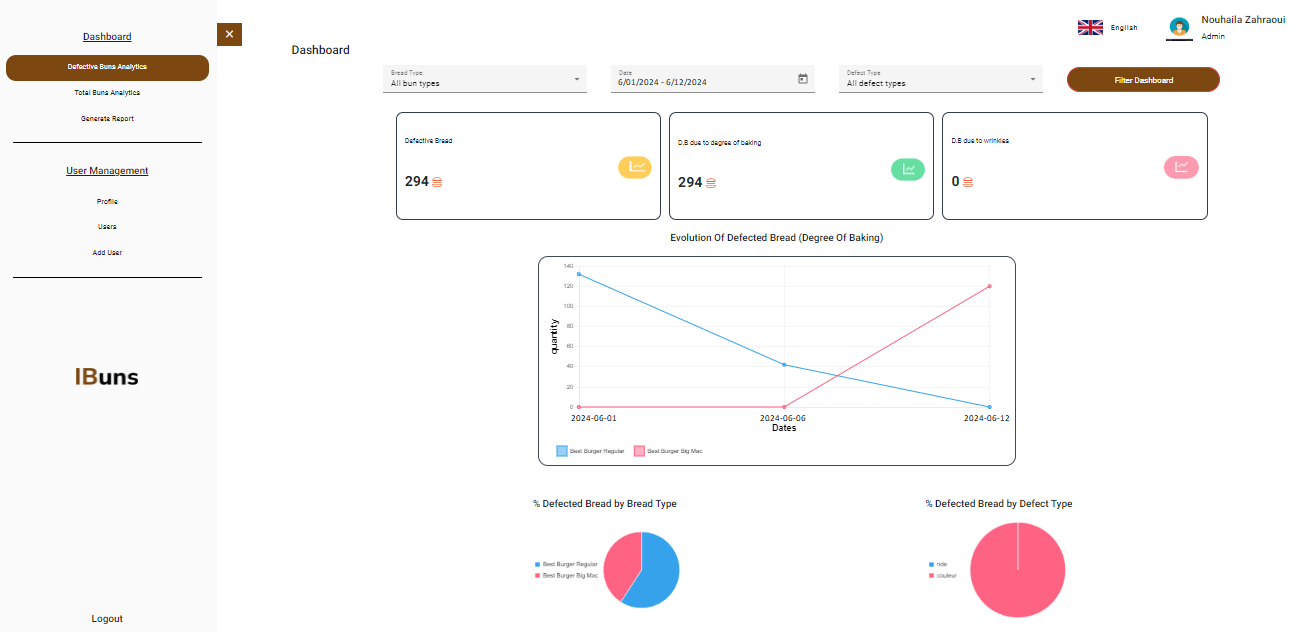 Dashboard
Defective Buns Analytics
Total Buns Analytics
Generate Report
User Management
Profile
Users
Add User
IBuns
Logout
×
English
Nouhaila Zahraoui
Admin
Dashboard
Bread Type
All bun types
Date
6/01/2024 - 6/12/2024
Defect Type
All defect types
Filter Dashboard
Defective Bread
294
D.B due to degree of baking
294
D.B due to wrinkles
0
Evolution Of Defected Bread (Degree Of Baking)
140
120
100
80
60
40
20
0
quantity
2024-06-01 2024-06-06 2024-06-12
Dates
Best Burger Regular Best Burger Big Mac
% Defected Bread by Bread Type
Best Burger Regular
Best Burger Big Mac
% Defected Bread by Defect Type
ride
couleur